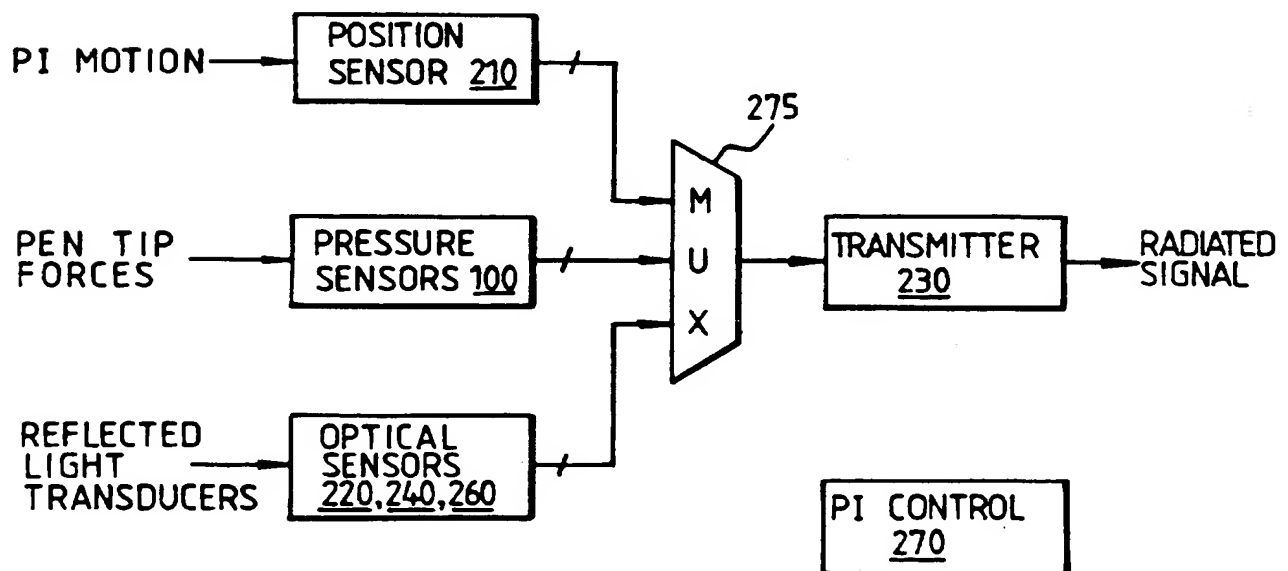 PI MOTION
POSITION
SENSOR 210
275
PEN TIP
FORCES
PRESSURE
SENSORS 100
M
U
X
TRANSMITTER
230
RADIATED
SIGNAL
REFLECTED
LIGHT
TRANSDUCERS
OPTICAL
SENSORS
220, 240, 260
PI CONTROL
270